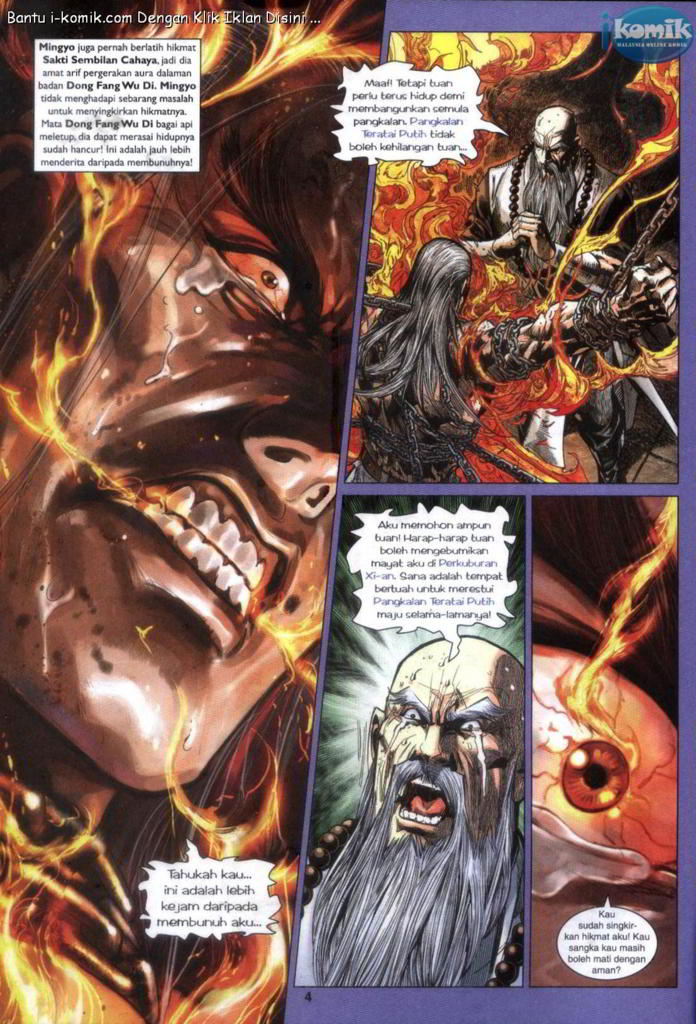 Bantu i-komik.com Dengan Klik Iklan Disini ...
i komik
MALAYSIA ONLINE KOMIK
Mingyo juga pernah berlatih hikmat
Sakti Sembilan Cahaya, jadi dia
amat arif pergerakan aura dalaman
badan Dong Fang Wu Di. Mingyo
tidak menghadapi sebarang masalah
untuk menyingkirkan hikmatnya.
Mata Dong Fang Wu Di bagai api
meletup, dia dapat merasai hidupnya
sudah hancur! Ini adalah jauh lebih
menderita daripada membunuhnya!
Maaf! Tetapi tuan
perlu terus hidup demi
membangunkan semula
pangkalan. Pangkalan
Teratai Putih tidak
boleh kehilangan tuan...
Tahukah kau...
ini adalah lebih
kejam daripada
membunuh aku...
Aku memohon ampun
tuan! Harap-harap tuan
boleh mengebumikan
mayat aku di Perkuburan
Xi-an. Sana adalah tempat
bertuah untuk merestui
Pangkalan Teratai Putih
maju selama-lamanya!
Kau
sudah singkir-
kan hikmat aku! Kau
sangka kau masih
boleh mati dengan
aman?
4